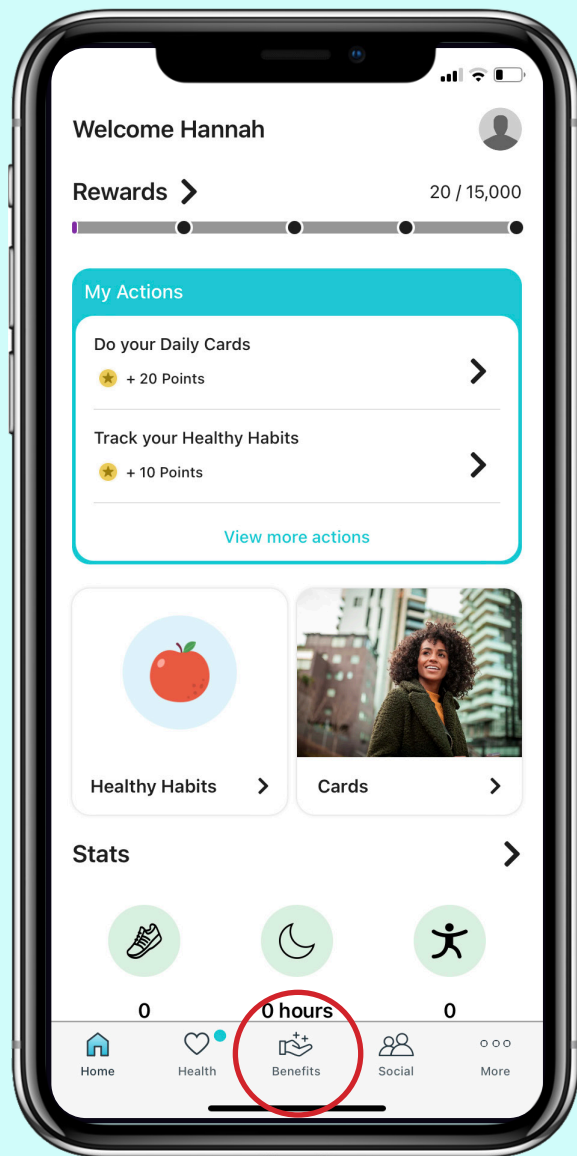 Welcome Hannah
Rewards
20 / 15,000
My Actions
Do your Daily Cards
+ 20 Points
Track your Healthy Habits
+ 10 Points
View more actions
Healthy Habits
Cards
Stats
0
0 hours
0
Home
Health
Benefits
Social
More